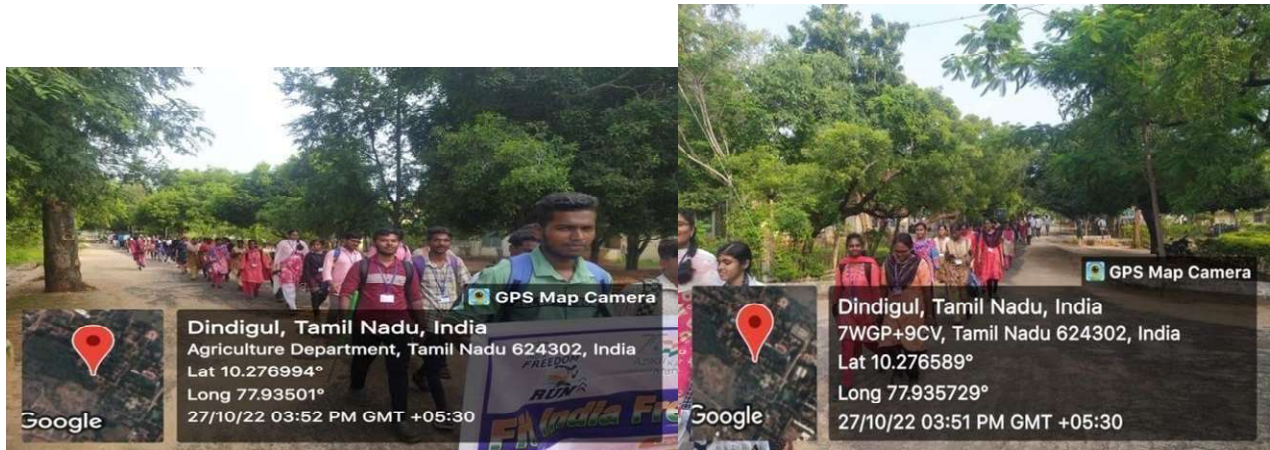 GPS Map Camera
Dindigul, Tamil Nadu, India
Agriculture Department, Tamil Nadu 624302, India
Lat 10.276994°
Long 77.93501°
27/10/22 03:52 PM GMT +05:30
Google
FREEDOM
RUN
India Fre
GPS Map Camera
Dindigul, Tamil Nadu, India
7WGP+9CV, Tamil Nadu 624302, India
Lat 10.276589°
Long 77.935729°
27/10/22 03:51 PM GMT +05:30
Google